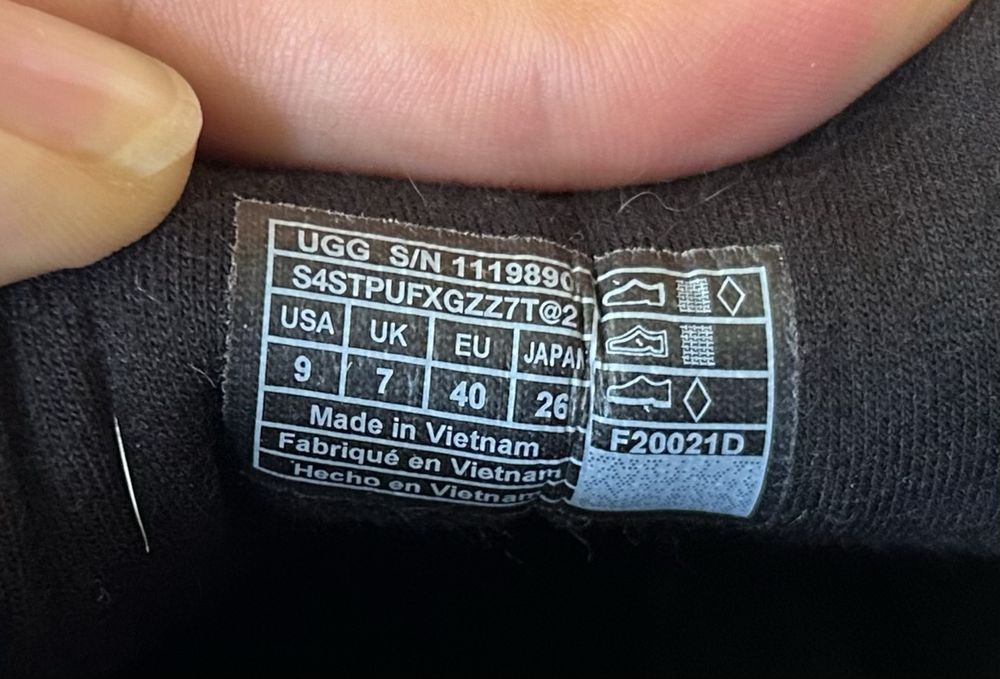 UGG S/N 1119890
S4STPUFXGZZ7T@2
USA UK EU JAPAN
9 7 40 26
Made in Vietnam
Fabriqué en Vietnam
Hecho en Vietnam
F20021D